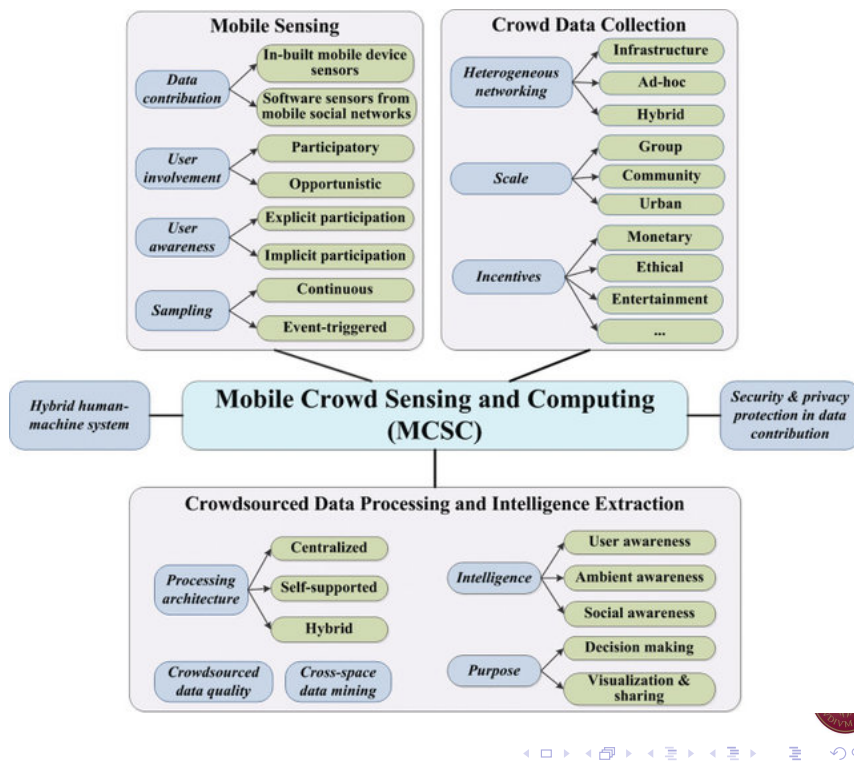 Mobile Sensing
Data
contribution
In-built mobile device
sensors
Software sensors from
mobile social networks
User
involvement
Participatory
Opportunistic
User
awareness
Explicit participation
Implicit participation
Sampling
Continuous
Event-triggered
Crowd Data Collection
Heterogeneous
networking
Infrastructure
Ad-hoc
Hybrid
Scale
Group
Community
Urban
Incentives
Monetary
Ethical
Entertainment
...
Hybrid human-
machine system
Mobile Crowd Sensing and Computing
(MCSC)
Security & privacy
protection in data
contribution
Crowdsourced Data Processing and Intelligence Extraction
Processing
architecture
Centralized
Self-supported
Hybrid
Crowdsourced
data quality
Cross-space
data mining
Intelligence
User awareness
Ambient awareness
Social awareness
Purpose
Decision making
Visualization &
sharing